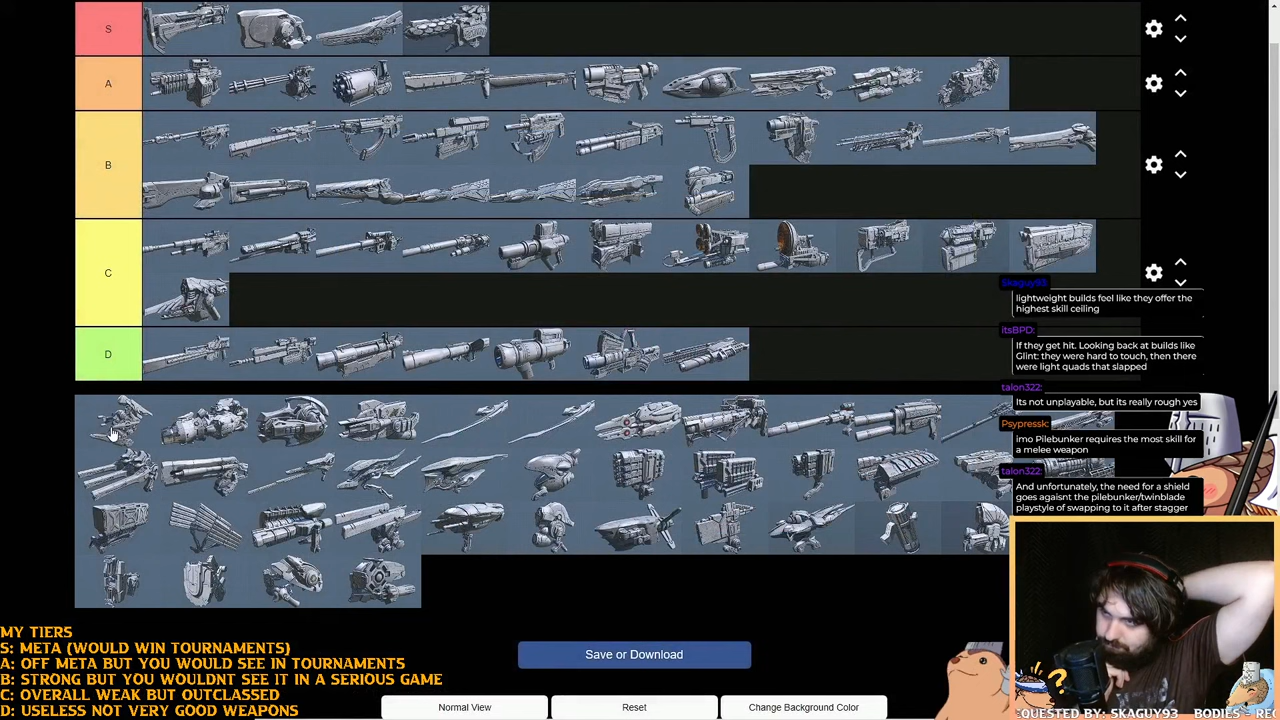 S
A
B
C
D
Skaguy93:
lightweight builds feel like they offer the
highest skill ceiling
itsBPD:
If they get hit. Looking back at builds like
Glint: they were hard to touch, then there
were light quads that slapped
talon322:
Its not unplayable, but its really rough yes
Psypressk:
imo Pilebunker requires the most skill for
a melee weapon
talon322:
And unfortunately, the need for a shield
goes agaisnt the pilebunker/twinblade
playstyle of swapping to it after stagger
MY TIERS
S: META (WOULD WIN TOURNAMENTS)
A: OFF META BUT YOU WOULD SEE IN TOURNAMENTS
B: STRONG BUT YOU WOULDNT SEE IT IN A SERIOUS GAME
C: OVERALL WEAK BUT OUTCLASSED
D: USELESS NOT VERY GOOD WEAPONS
Save or Download
Normal View
Reset
Change Background Color
QUESTED BY: SKAGUY93 BODIES - REC